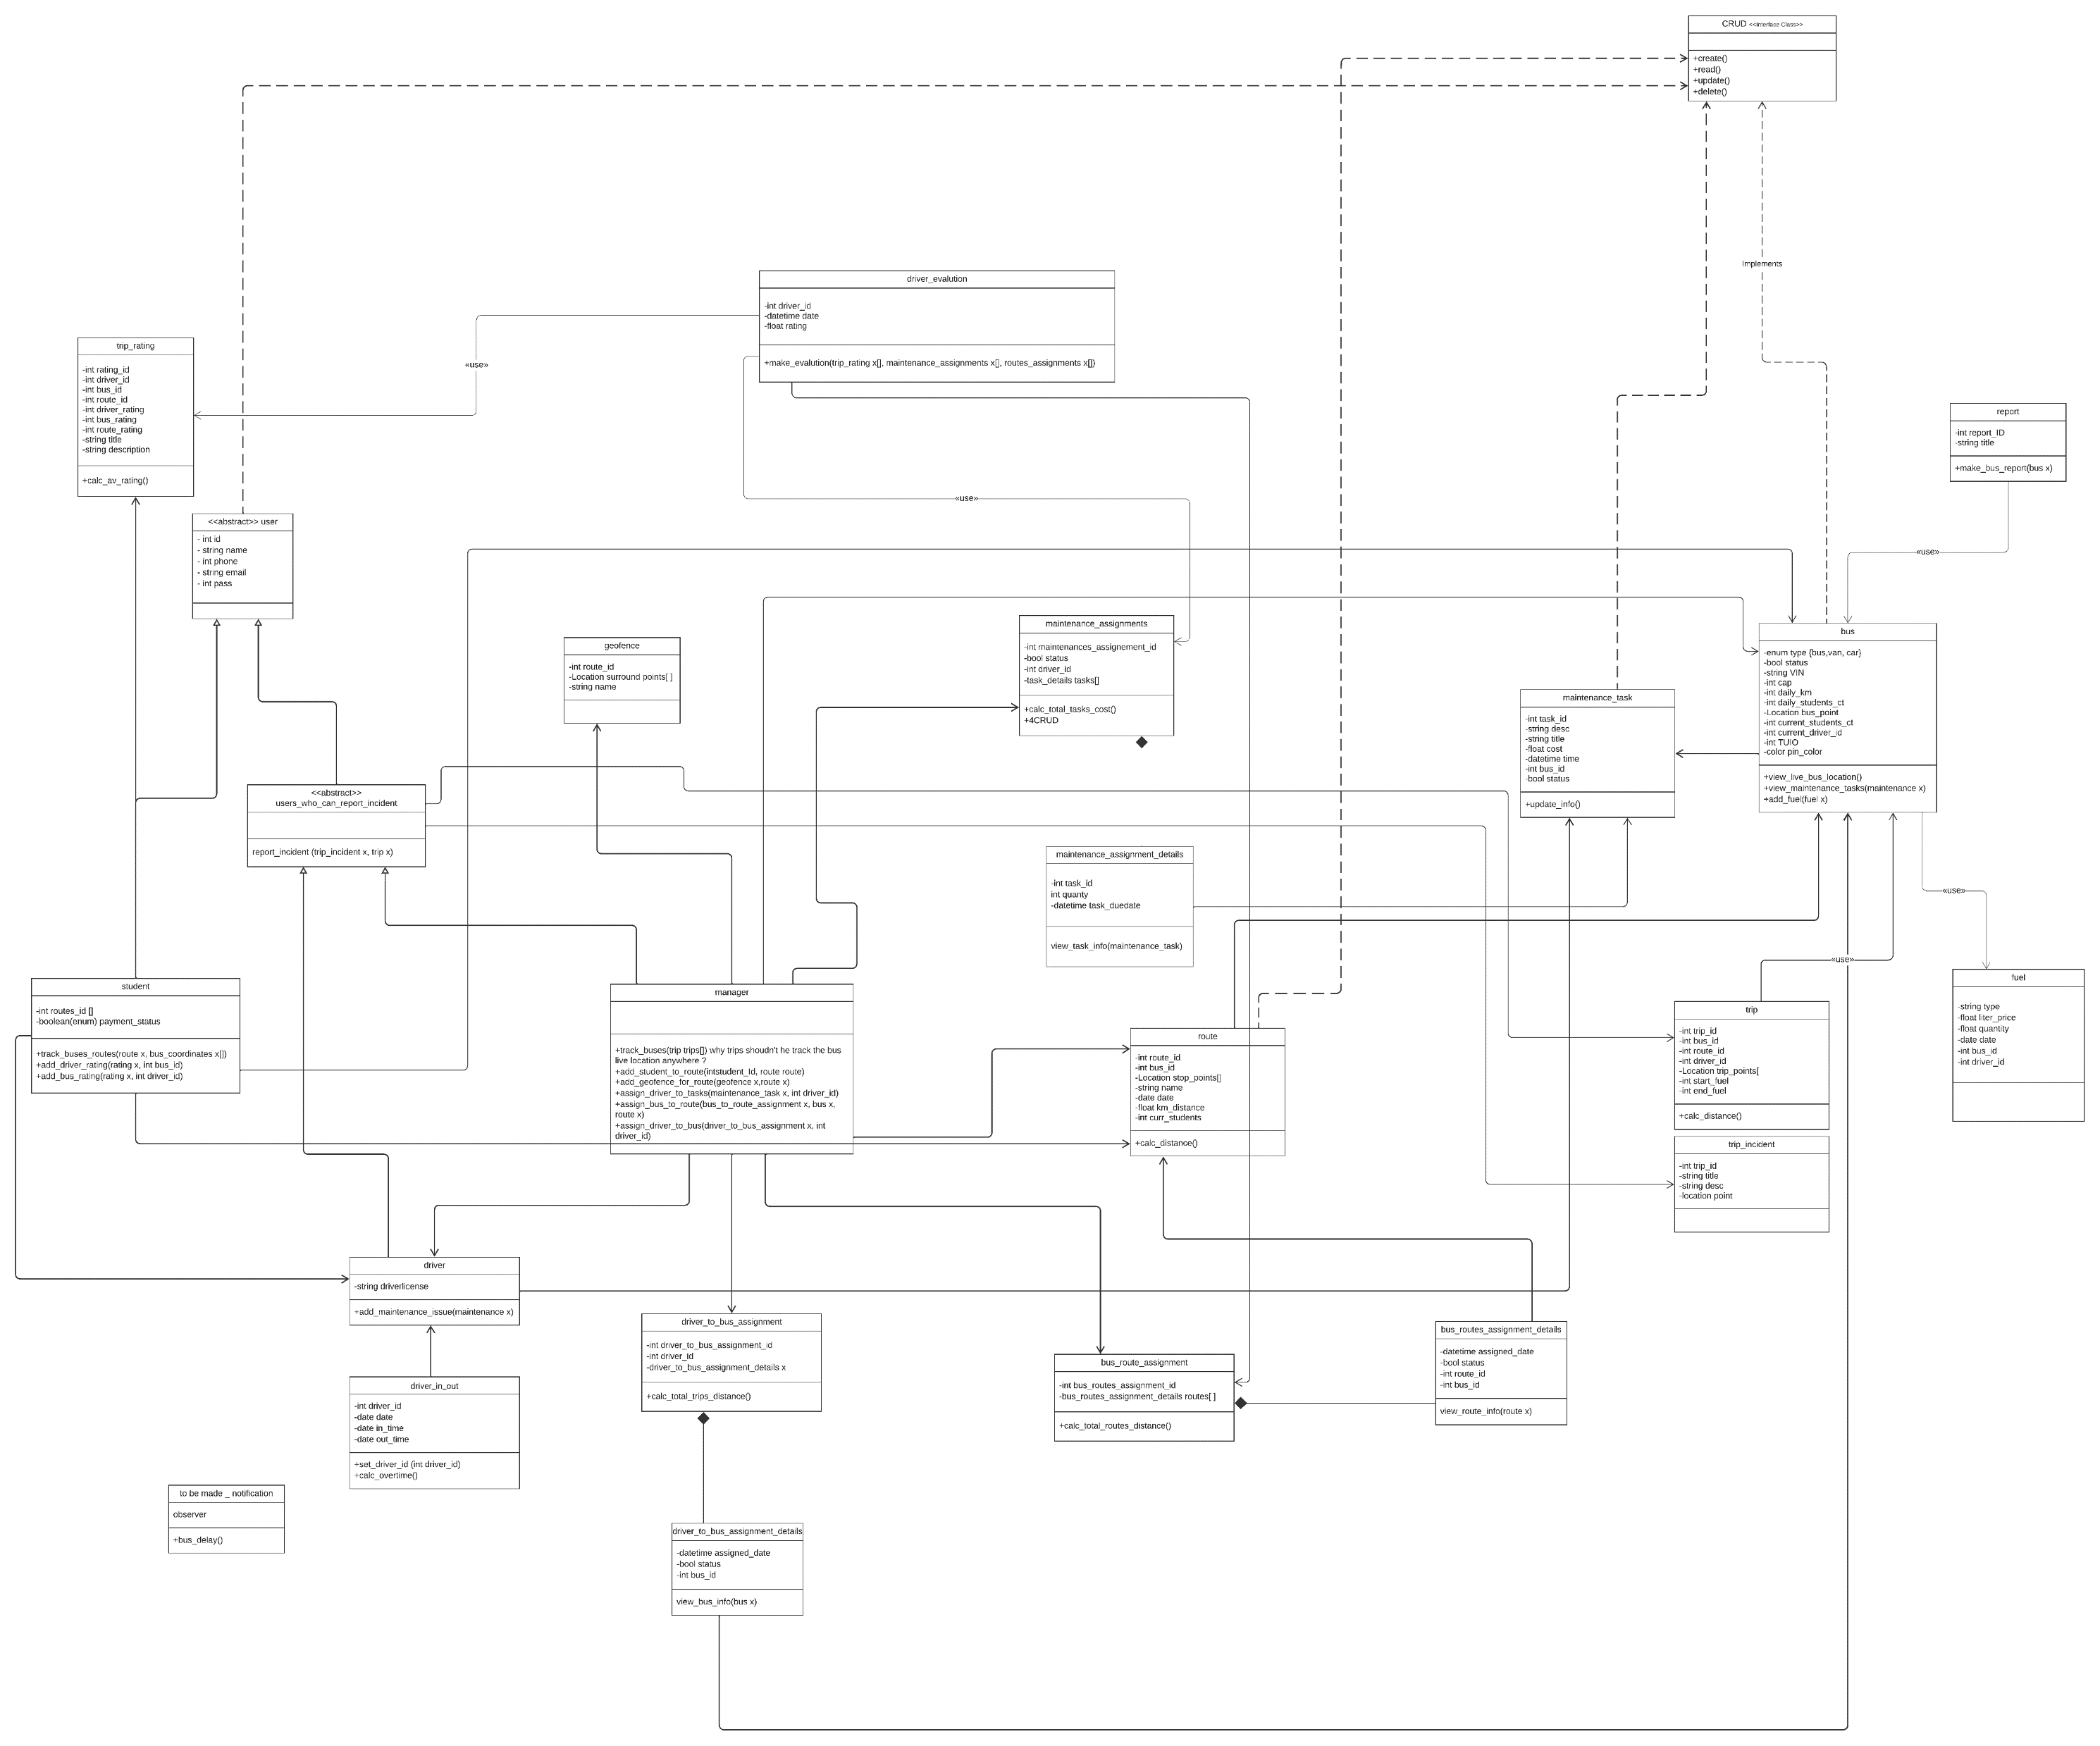 CRUD <<Interface Class>>
+create()
+read()
+update()
+delete()
Implements
driver_evalution
-int driver_id
-datetime date
-float rating
+make_evalution(trip_rating x[], maintenance_assignments x[], routes_assignments x[])
trip_rating
-int rating_id
-int driver_id
-int bus_id
-int route_id
-int driver_rating
-int bus_rating
-int route_rating
-string title
-string description
+calc_av_rating()
«use»
report
-int report_ID
-string title
+make_bus_report(bus x)
«use»
<<abstract>> user
- int id
- string name
- int phone
- string email
- int pass
«use»
geofence
-int route_id
-Location surround points[ ]
-string name
maintenance_assignments
-int maintenances_assignement_id
-bool status
-int driver_id
-task_details tasks[]
+calc_total_tasks_cost()
+4CRUD
bus
-enum type {bus,van, car}
-bool status
-string VIN
-int cap
-int daily_km
-int daily_students_ct
-Location bus_point
-int current_students_ct
-int current_driver_id
-int TUIO
-color pin_color
+view_live_bus_location()
+view_maintenance_tasks(maintenance x)
+add_fuel(fuel x)
maintenance_task
-int task_id
-string desc
-string title
-float cost
-datetime time
-int bus_id
-bool status
+update_info()
<<abstract>>
users_who_can_report_incident
report_incident (trip_incident x, trip x)
maintenance_assignment_details
-int task_id
int quanty
-datetime task_duedate
view_task_info(maintenance_task)
«use»
«use»
student
-int routes_id []
-boolean(enum) payment_status
+track_buses_routes(route x, bus_coordinates x[])
+add_driver_rating(rating x, int bus_id)
+add_bus_rating(rating x, int driver_id)
manager
+track_buses(trip trips[]) why trips shoudn't he track the bus
live location anywhere ?
+add_student_to_route(intstudent_Id, route route)
+add_geofence_for_route(geofence x,route x)
+assign_driver_to_tasks(maintenance_task x, int driver_id)
+assign_bus_to_route(bus_to_route_assignment x, bus x,
route x)
+assign_driver_to_bus(driver_to_bus_assignment x, int
driver_id)
route
-int route_id
-int bus_id
-Location stop_points[]
-string name
-date date
-float km_distance
-int curr_students
+calc_distance()
trip
-int trip_id
-int bus_id
-int route_id
-int driver_id
-Location trip_points[
-int start_fuel
-int end_fuel
+calc_distance()
fuel
-string type
-float liter_price
-float quantity
-date date
-int bus_id
-int driver_id
trip_incident
-int trip_id
-string title
-string desc
-location point
driver
-string driverlicense
+add_maintenance_issue(maintenance x)
driver_to_bus_assignment
-int driver_to_bus_assignment_id
-int driver_id
-driver_to_bus_assignment_details x
+calc_total_trips_distance()
bus_route_assignment
-int bus_routes_assignment_id
-bus_routes_assignment_details routes[ ]
+calc_total_routes_distance()
bus_routes_assignment_details
-datetime assigned_date
-bool status
-int route_id
-int bus_id
view_route_info(route x)
driver_in_out
-int driver_id
-date date
-date in_time
-date out_time
+set_driver_id (int driver_id)
+calc_overtime()
to be made _ notification
observer
+bus_delay()
driver_to_bus_assignment_details
-datetime assigned_date
-bool status
-int bus_id
view_bus_info(bus x)